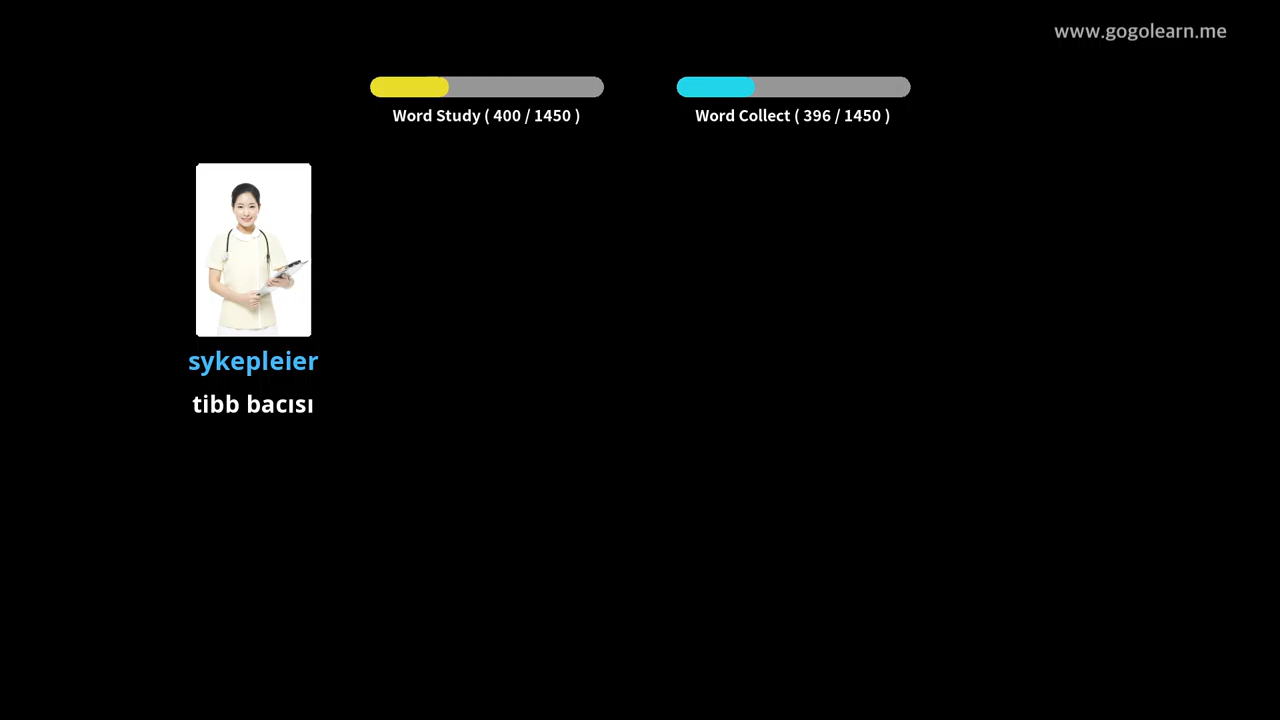 www.gogolearn.me
Word Study ( 400 / 1450 )
Word Collect ( 396 / 1450 )
sykepleier
tibb bacısı